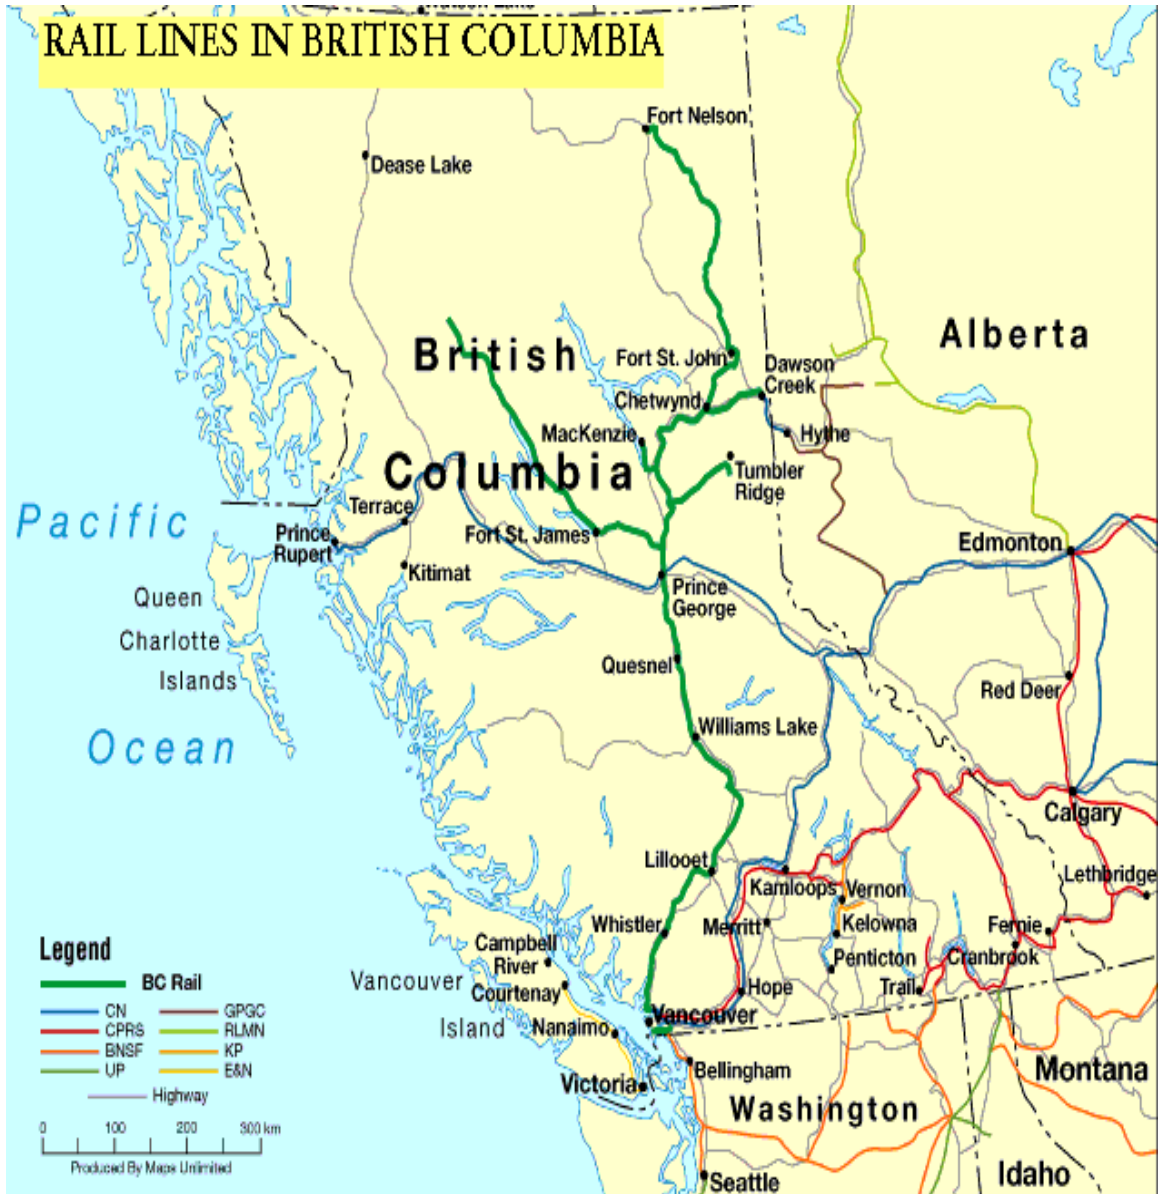 Watson Lake
RAIL LINES IN BRITISH COLUMBIA
Fort Nelson
Dease Lake
Alberta
British
Fort St. John
Dawson
Creek
Chetwynd
MacKenzie
Hythe
Columbia
Tumbler
Ridge
Pacific
Terrace
Prince
Rupert
Fort St. James
Edmonton
Kitimat
Prince
George
Queen
Charlotte
Islands
Quesnel
Red Deer
Ocean
Williams Lake
Calgary
Lillooet
Kamloops
Vernon
Lethbridge
Whistler
Merritt
Kelowna
Fernie
Campbell
River
Cranbrook
Penticton
Vancouver
Island
Courtenay
Hope
Trail
Nanaimo
Vancouver
Bellingham
Montana
Victoria
Washington
Idaho
Seattle
Legend
BC Rail
CN
GPGC
CPRS
RLMN
BNSF
KP
UP
E&N
Highway
0 100 200 300 km
Produced By Maps Unlimited